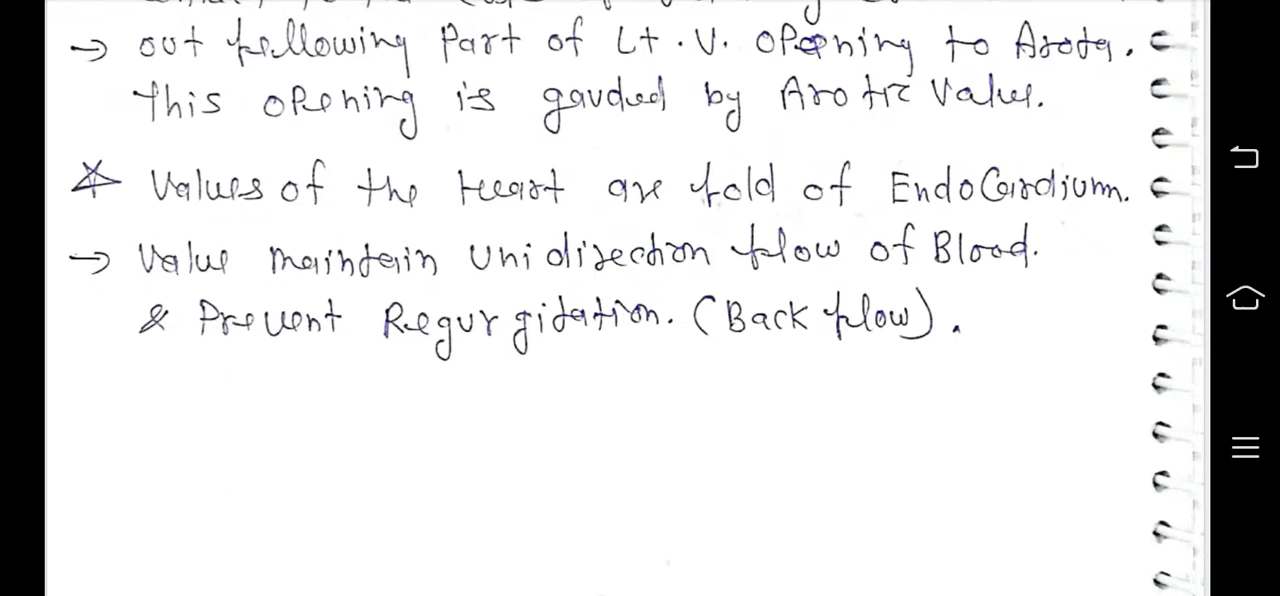 → out following part of Lt. V. opening to Arota.
this opening is gauded by Arotic Value.
☆ Values of the Heart are fold of EndoCardium.
→ Value maintain unidirection flow of Blood.
& Prevent Regurgitation. (Back flow).